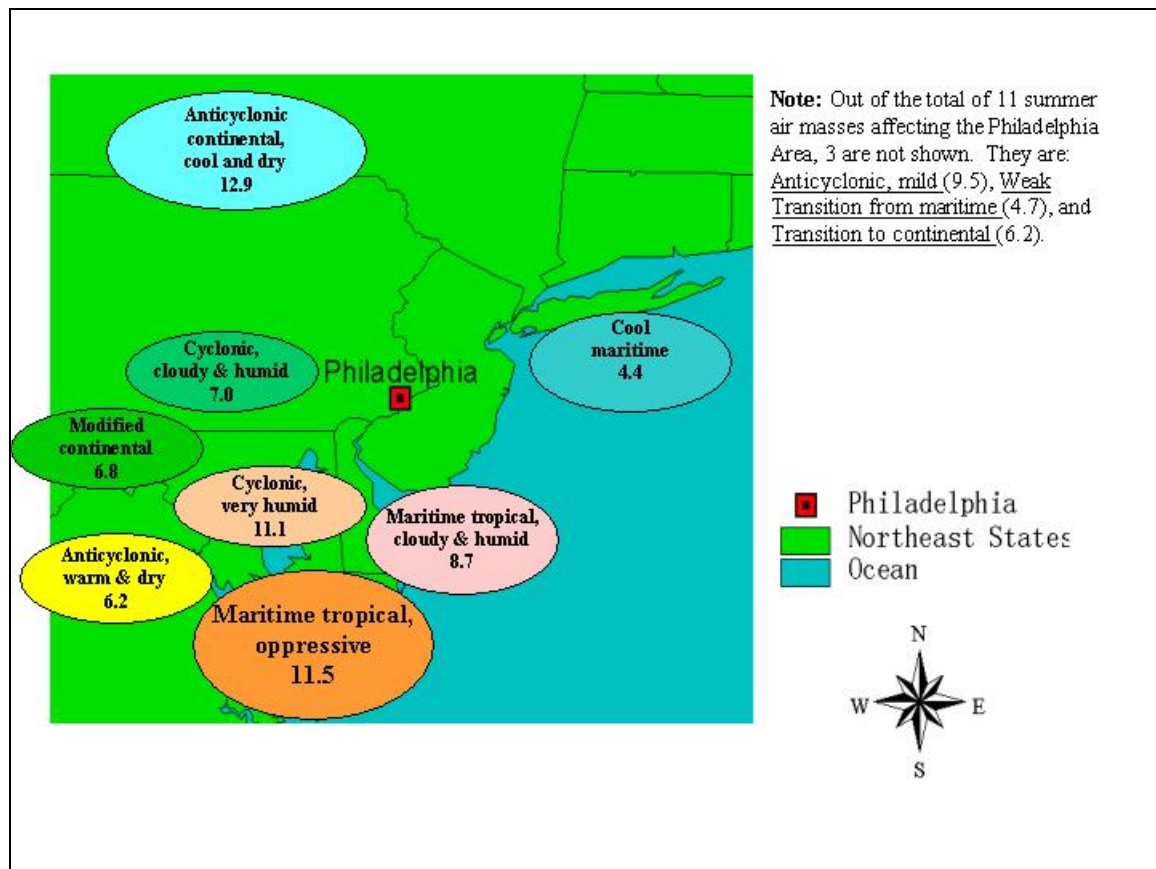 Anticyclonic
continental,
cool and dry
12.9
Note: Out of the total of 11 summer
air masses affecting the Philadelphia
Area, 3 are not shown. They are:
Anticyclonic, mild (9.5), Weak
Transition from maritime (4.7), and
Transition to continental (6.2).
Cool
maritime
4.4
Cyclonic,
cloudy & humid
7.0
Philadelphia
Modified
continental
6.8
Cyclonic,
very humid
11.1
Maritime tropical,
cloudy & humid
8.7
Anticyclonic,
warm & dry
6.2
Maritime tropical,
oppressive
11.5
Philadelphia
Northeast States
Ocean
N
W E
S